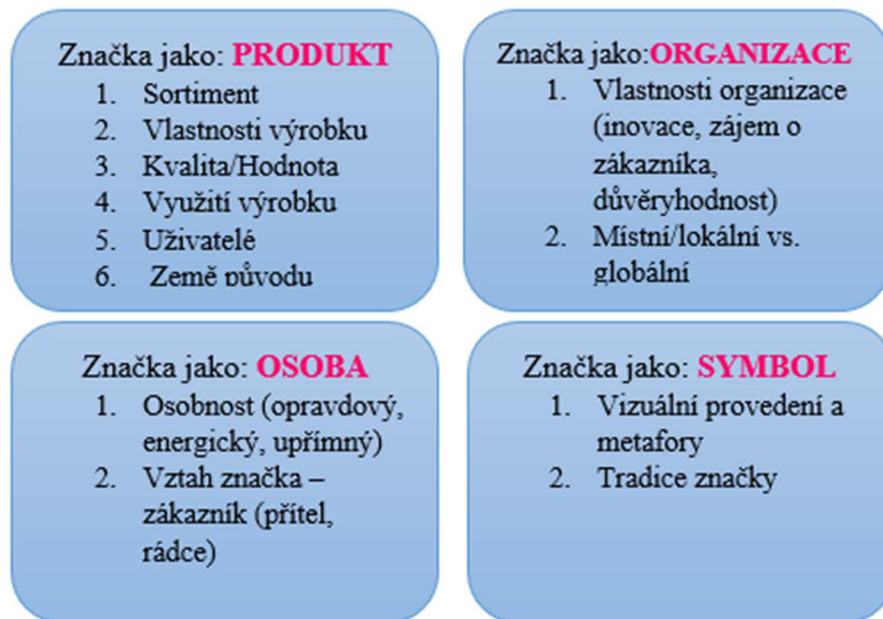 Značka jako: PRODUKT
1. Sortiment
2. Vlastnosti výrobku
3. Kvalita/Hodnota
4. Využití výrobku
5. Uživatelé
6. Země původu
Značka jako:ORGANIZACE
1. Vlastnosti organizace
(inovace, zájem o
zákazníka,
důvěryhodnost)
2. Místní/lokální vs.
globální
Značka jako: OSOBA
1. Osobnost (opravdový,
energický, upřímný)
2. Vztah značka –
zákazník (přítel,
rádce)
Značka jako: SYMBOL
1. Vizuální provedení a
metafory
2. Tradice značky